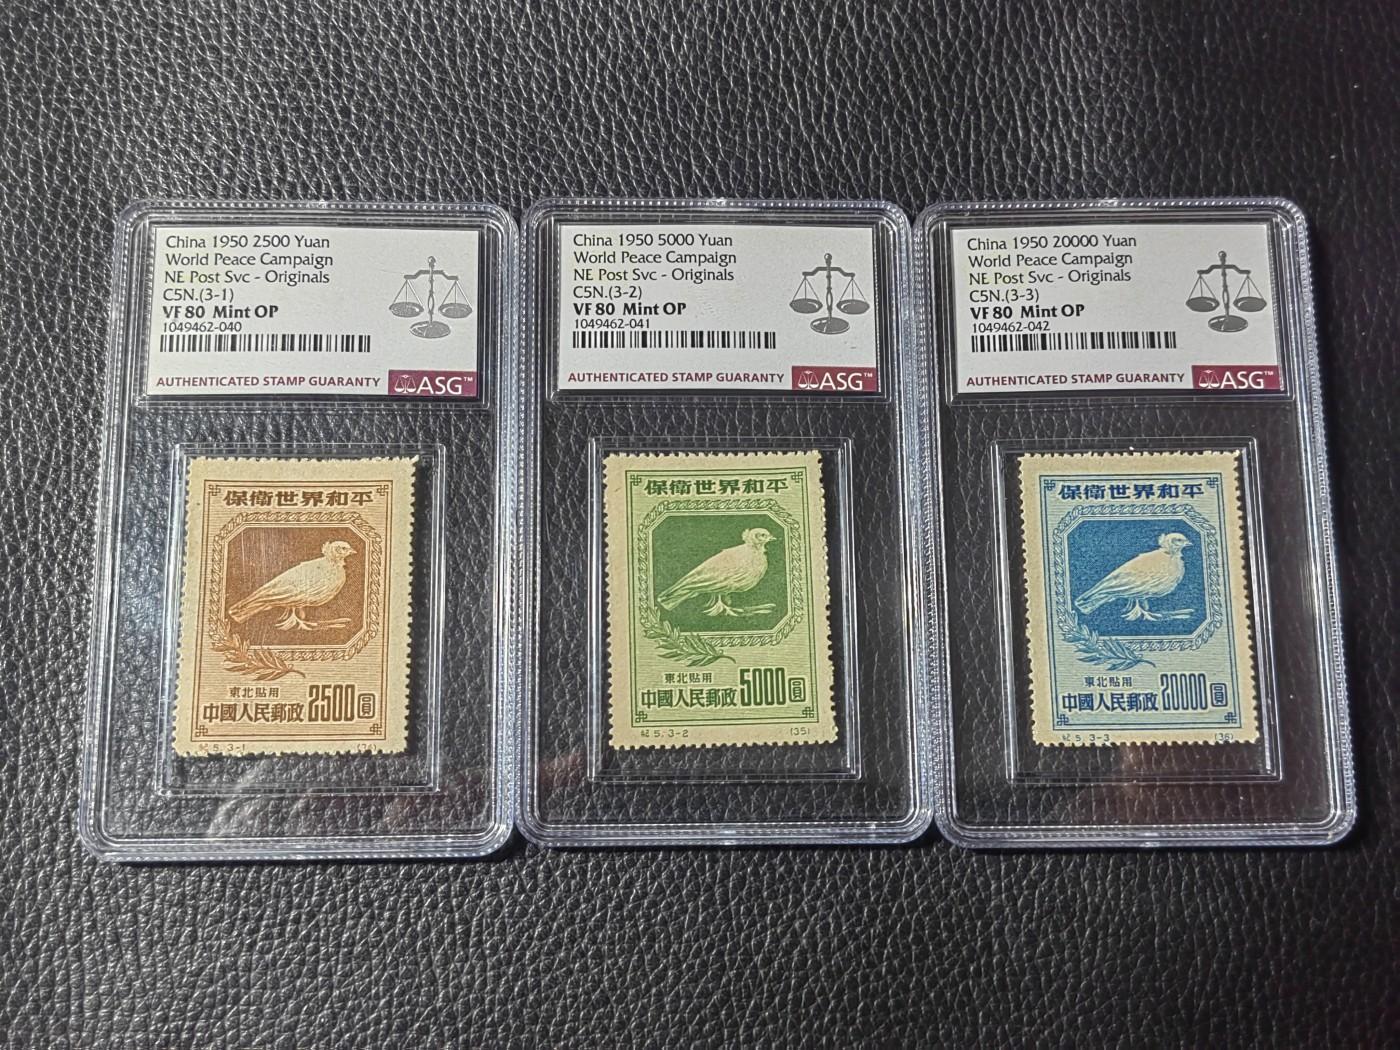 China 1950 2500 Yuan
World Peace Campaign
NE Post Svc - Originals
C5N.(3-1)
VF 80 Mint OP
1049462-040
AUTHENTICATED STAMP GUARANTY
ASG™
保衛世界和平
東北貼用
中國人民郵政 2500圓
紀5. 3-1
(34)
China 1950 5000 Yuan
World Peace Campaign
NE Post Svc - Originals
C5N.(3-2)
VF 80 Mint OP
1049462-041
AUTHENTICATED STAMP GUARANTY
ASG™
保衛世界和平
東北貼用
中國人民郵政 5000圓
紀5. 3-2
(35)
China 1950 20000 Yuan
World Peace Campaign
NE Post Svc - Originals
C5N.(3-3)
VF 80 Mint OP
1049462-042
AUTHENTICATED STAMP GUARANTY
ASG™
保衛世界和平
東北貼用
中國人民郵政 20000圓
紀5. 3-3
(36)